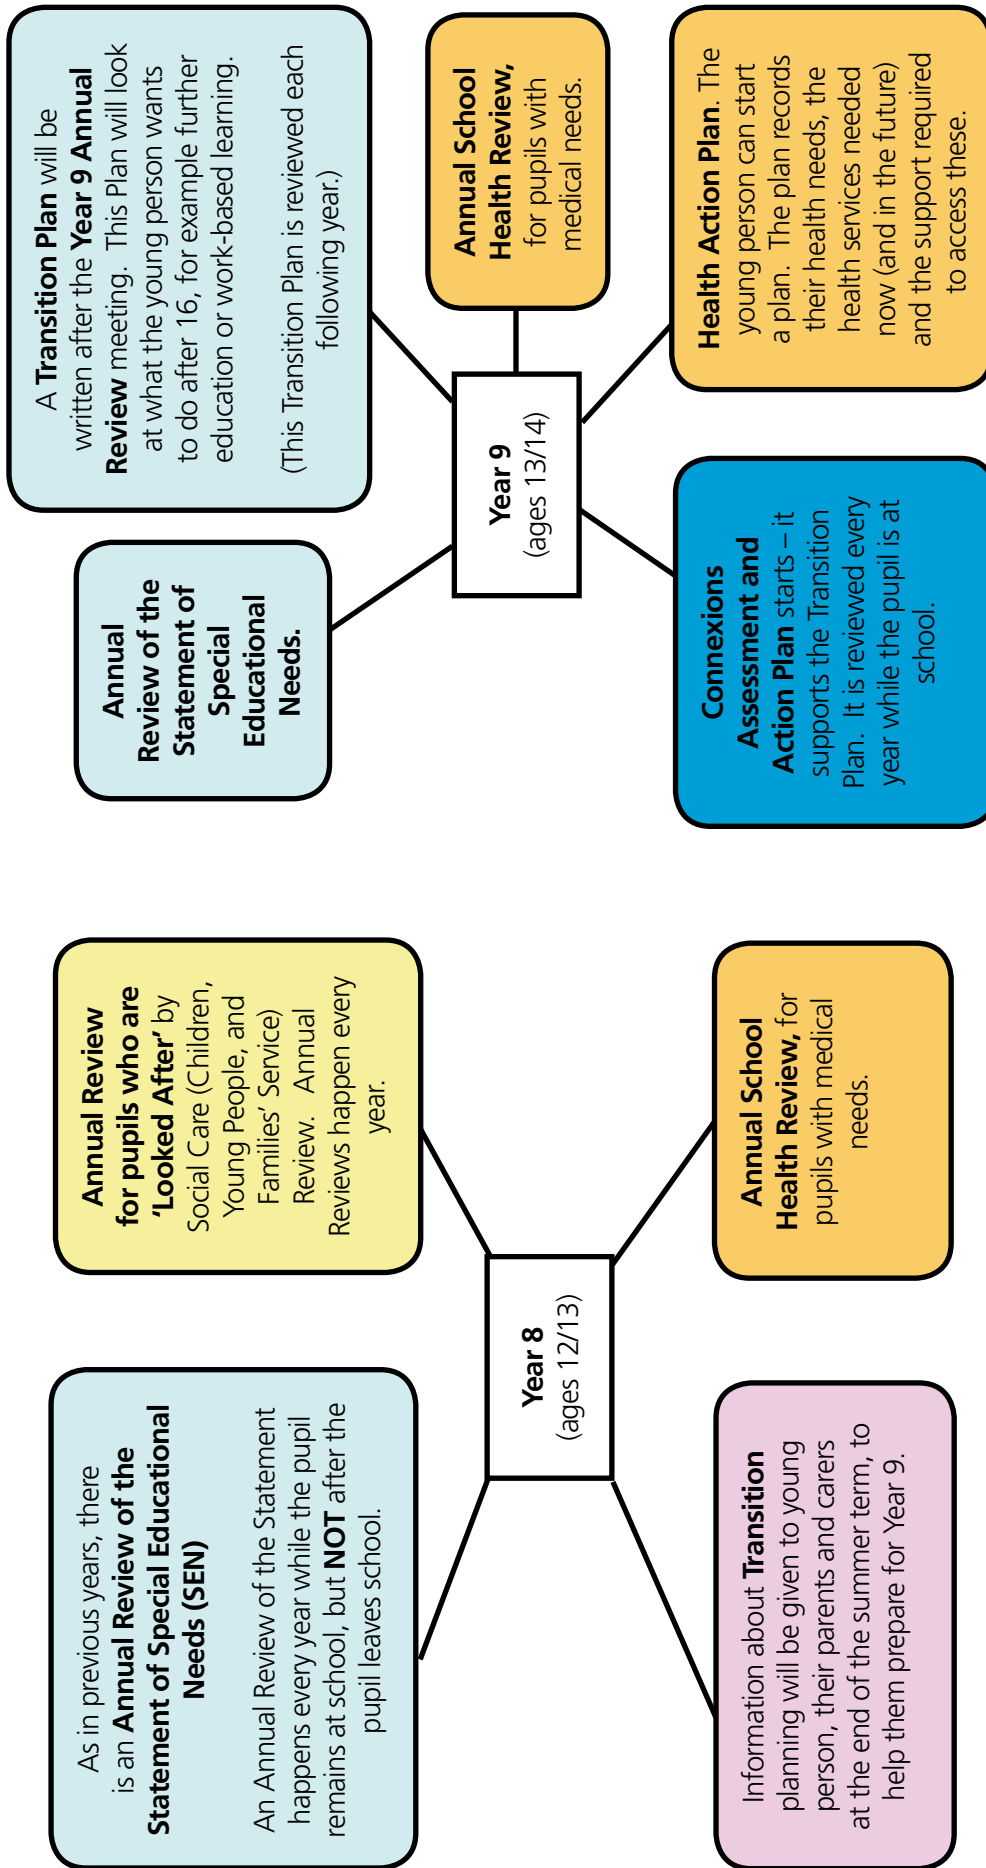 As in previous years, there
is an Annual Review of the
Statement of Special Educational
Needs (SEN)
An Annual Review of the Statement
happens every year while the pupil
remains at school, but NOT after the
pupil leaves school.
Annual Review
for pupils who are
'Looked After' by
Social Care (Children,
Young People, and
Families' Service)
Review.  Annual
Reviews happen every
year.
Year 8
(ages 12/13)
Information about Transition
planning will be given to young
person, their parents and carers
at the end of the summer term, to
help them prepare for Year 9.
Annual School
Health Review, for
pupils with medical
needs.
Annual
Review of the
Statement of
Special
Educational
Needs.
A Transition Plan will be
written after the Year 9 Annual
Review meeting.  This Plan will look
at what the young person wants
to do after 16, for example further
education or work-based learning.
(This Transition Plan is reviewed each
following year.)
Year 9
(ages 13/14)
Annual School
Health Review,
for pupils with
medical needs.
Connexions
Assessment and
Action Plan starts – it
supports the Transition
Plan.  It is reviewed every
year while the pupil is at
school.
Health Action Plan. The
young person can start
a plan.  The plan records
their health needs, the
health services needed
now (and in the future)
and the support required
to access these.